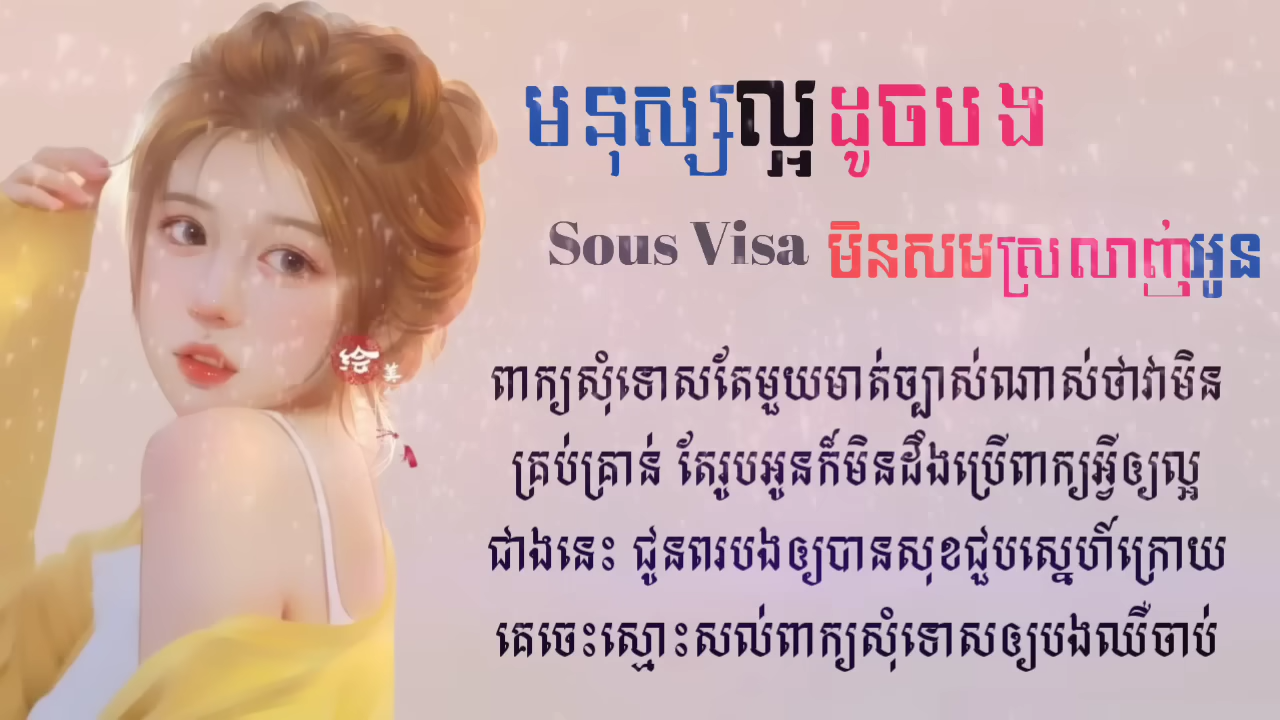 មនុស្សល្អដូចបង
Sous Visa មិនសមស្រលាញ់អូន
ពាក្យសុំទោសតែមួយមាត់ច្បាស់ណាស់ថាវាមិន
គ្រប់គ្រាន់ តែរូបអូនក៏មិនដឹងប្រើពាក្យអ្វីឲ្យល្អ
ជាងនេះ ជូនពរបងឲ្យបានសុខជួបស្នេហ៍ក្រោយ
គេចេះស្មោះសល់ពាក្យសុំទោសឲ្យបងឈឺចាប់
绘
美